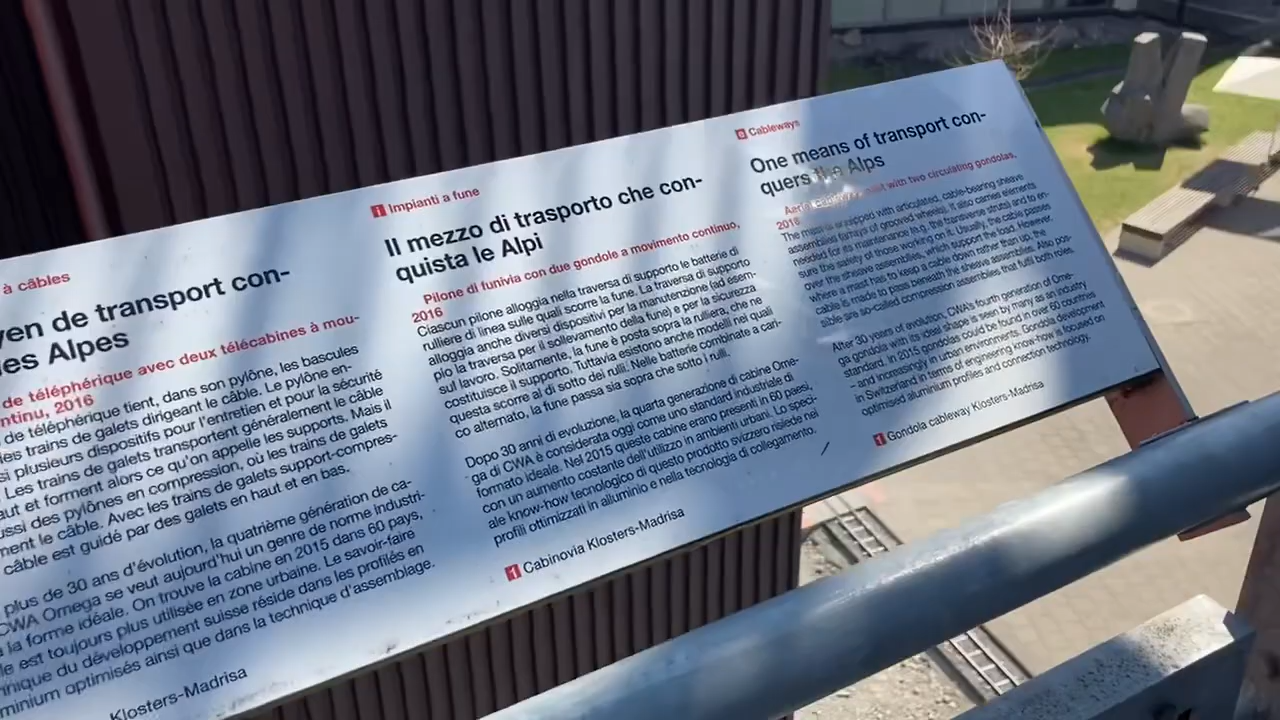 à câbles
yen de transport con-
les Alpes
de téléphérique avec deux télécabines à mou-
ntinu, 2016
de téléphérique tient, dans son pylône, les bascules
les trains de galets dirigeant le câble. Le pylône en-
si plusieurs dispositifs pour l'entretien et pour la sécurité
Les trains de galets transportent généralement le câble
aut et forment alors ce qu'on appelle les supports. Mais il
ussi des pylônes en compression, où les trains de galets
nent le câble. Avec les trains de galets support-compres-
câble est guidé par des galets en haut et en bas.
plus de 30 ans d'évolution, la quatrième génération de ca-
CWA Omega se veut aujourd'hui un genre de norme industri-
à la forme idéale. On trouve la cabine en 2015 dans 60 pays,
le est toujours plus utilisée en zone urbaine. Le savoir-faire
hnique du développement suisse réside dans les profilés en
minium optimisés ainsi que dans la technique d'assemblage.
Klosters-Madrisa
Impianti a fune
Il mezzo di trasporto che con-
quista le Alpi
Pilone di funivia con due gondole a movimento continuo,
2016
Ciascun pilone alloggia nella traversa di supporto le batterie di
rulliere di linea sulle quali scorre la fune. La traversa di supporto
alloggia anche diversi dispositivi per la manutenzione (ad esem-
pio la traversa per il sollevamento della fune) e per la sicurezza
sul lavoro. Solitamente, la fune è posta sopra la rulliera, che ne
costituisce il supporto. Tuttavia esistono anche modelli nei quali
questa scorre al di sotto dei rulli. Nelle batterie combinate a cari-
co alternato, la fune passa sia sopra che sotto i rulli.
Dopo 30 anni di evoluzione, la quarta generazione di cabine Ome-
ga di CWA è considerata oggi come uno standard industriale di
formato ideale. Nel 2015 queste cabine erano presenti in 60 paesi,
con un aumento costante dell'utilizzo in ambienti urbani. Lo speci-
ale know-how tecnologico di questo produttore svizzero risiede nei
profili ottimizzati in alluminio e nella tecnologia di collegamento.
Cabinovia Klosters-Madrisa
Cableways
One means of transport con-
quers the Alps
with two circulating gondolas,
2016
The mast is equipped with articulated, cable-bearing sheave
assemblies (arrays of grooved wheels). It also carries elements
needed for its maintenance (e.g. the transverse struts) and to en-
sure the safety of those working on it. Usually, the cable passes
over the sheave assemblies, which support the load. However,
where a mast has to keep a cable down rather than up, the
cable is made to pass beneath the sheave assemblies. Also pos-
sible are so-called compression assemblies that fulfil both roles.
After 30 years of evolution, CWA's fourth generation of Ome-
ga gondola with its ideal shape is seen by many as an industry
standard. In 2015 gondolas could be found in over 60 countries
– and increasingly in urban environments. Gondola development
in Switzerland in terms of engineering know-how is focused on
optimised aluminium profiles and connection technology.
Gondola cableway Klosters-Madrisa